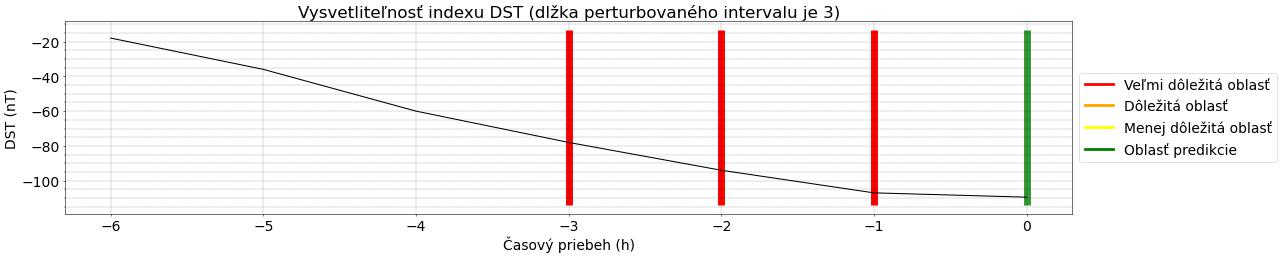 Vysvetliteľnosť indexu DST (dlžka perturbovaného intervalu je 3)
DST (nT)
−20
−40
−60
−80
−100
−6 −5 −4 −3 −2 −1 0
Časový priebeh (h)
Veľmi dôležitá oblasť
Dôležitá oblasť
Menej dôležitá oblasť
Oblasť predikcie